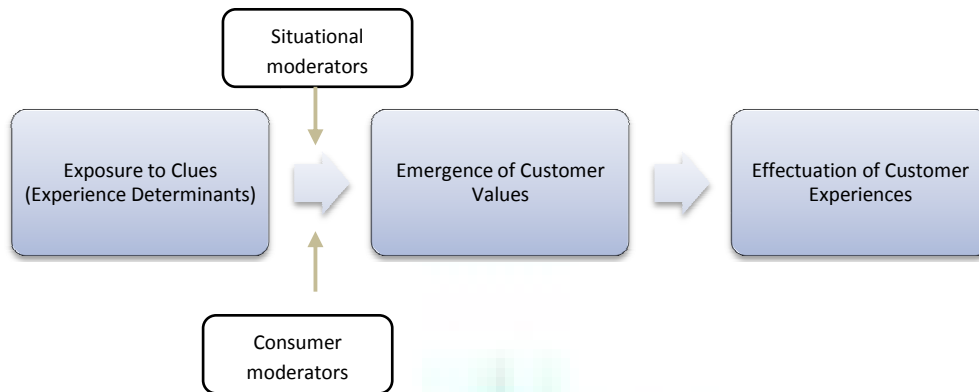 Situational
moderators
Exposure to Clues
(Experience Determinants)
Emergence of Customer
Values
Effectuation of Customer
Experiences
Consumer
moderators